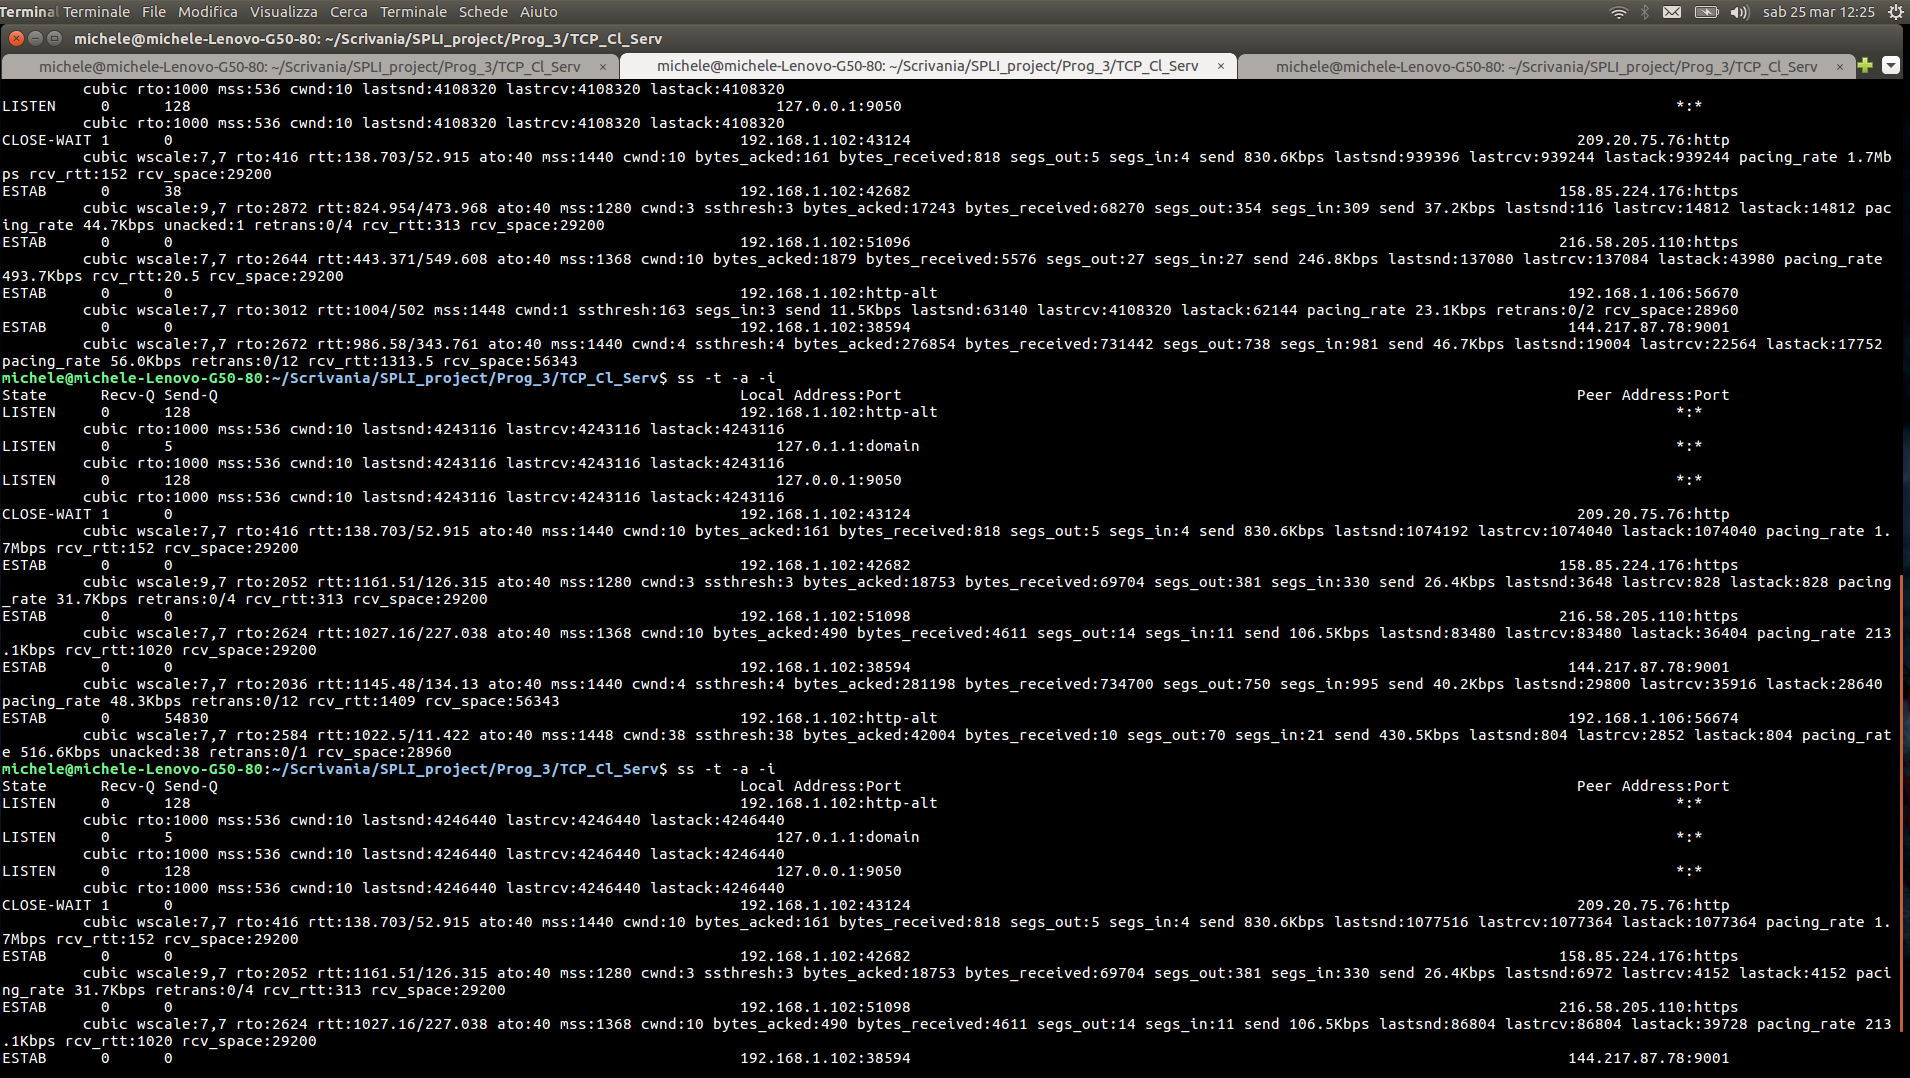 Terminal Terminale File Modifica Visualizza Cerca Terminale Schede Aiuto sab 25 mar 12:25
michele@michele-Lenovo-G50-80: ~/Scrivania/SPLI_project/Prog_3/TCP_Cl_Serv
michele@michele-Lenovo-G50-80: ~/Scrivania/SPLI_project/Prog_3/TCP_Cl_Serv × michele@michele-Lenovo-G50-80: ~/Scrivania/SPLI_project/Prog_3/TCP_Cl_Serv × michele@michele-Lenovo-G50-80: ~/Scrivania/SPLI_project/Prog_3/TCP_Cl_Serv ×
cubic rto:1000 mss:536 cwnd:10 lastsnd:4108320 lastrcv:4108320 lastack:4108320
LISTEN 0 128 127.0.0.1:9050 *:*
cubic rto:1000 mss:536 cwnd:10 lastsnd:4108320 lastrcv:4108320 lastack:4108320
CLOSE-WAIT 1 0 192.168.1.102:43124 209.20.75.76:http
cubic wscale:7,7 rto:416 rtt:138.703/52.915 ato:40 mss:1440 cwnd:10 bytes_acked:161 bytes_received:818 segs_out:5 segs_in:4 send 830.6Kbps lastsnd:939396 lastrcv:939244 lastack:939244 pacing_rate 1.7Mb
ps rcv_rtt:152 rcv_space:29200
ESTAB 0 38 192.168.1.102:42682 158.85.224.176:https
cubic wscale:9,7 rto:2872 rtt:824.954/473.968 ato:40 mss:1280 cwnd:3 ssthresh:3 bytes_acked:17243 bytes_received:68270 segs_out:354 segs_in:309 send 37.2Kbps lastsnd:116 lastrcv:14812 lastack:14812 pac
ing_rate 44.7Kbps unacked:1 retrans:0/4 rcv_rtt:313 rcv_space:29200
ESTAB 0 0 192.168.1.102:51096 216.58.205.110:https
cubic wscale:7,7 rto:2644 rtt:443.371/549.608 ato:40 mss:1368 cwnd:10 bytes_acked:1879 bytes_received:5576 segs_out:27 segs_in:27 send 246.8Kbps lastsnd:137080 lastrcv:137084 lastack:43980 pacing_rate
493.7Kbps rcv_rtt:20.5 rcv_space:29200
ESTAB 0 0 192.168.1.102:http-alt 192.168.1.106:56670
cubic wscale:7,7 rto:3012 rtt:1004/502 mss:1448 cwnd:1 ssthresh:163 segs_in:3 send 11.5Kbps lastsnd:63140 lastrcv:4108320 lastack:62144 pacing_rate 23.1Kbps retrans:0/2 rcv_space:28960
ESTAB 0 0 192.168.1.102:38594 144.217.87.78:9001
cubic wscale:7,7 rto:2672 rtt:986.58/343.761 ato:40 mss:1440 cwnd:4 ssthresh:4 bytes_acked:276854 bytes_received:731442 segs_out:738 segs_in:981 send 46.7Kbps lastsnd:19004 lastrcv:22564 lastack:17752
pacing_rate 56.0Kbps retrans:0/12 rcv_rtt:1313.5 rcv_space:56343
michele@michele-Lenovo-G50-80:~/Scrivania/SPLI_project/Prog_3/TCP_Cl_Serv$ ss -t -a -i
State Recv-Q Send-Q Local Address:Port Peer Address:Port
LISTEN 0 128 192.168.1.102:http-alt *:*
cubic rto:1000 mss:536 cwnd:10 lastsnd:4243116 lastrcv:4243116 lastack:4243116
LISTEN 0 5 127.0.1.1:domain *:*
cubic rto:1000 mss:536 cwnd:10 lastsnd:4243116 lastrcv:4243116 lastack:4243116
LISTEN 0 128 127.0.0.1:9050 *:*
cubic rto:1000 mss:536 cwnd:10 lastsnd:4243116 lastrcv:4243116 lastack:4243116
CLOSE-WAIT 1 0 192.168.1.102:43124 209.20.75.76:http
cubic wscale:7,7 rto:416 rtt:138.703/52.915 ato:40 mss:1440 cwnd:10 bytes_acked:161 bytes_received:818 segs_out:5 segs_in:4 send 830.6Kbps lastsnd:1074192 lastrcv:1074040 lastack:1074040 pacing_rate 1.
7Mbps rcv_rtt:152 rcv_space:29200
ESTAB 0 0 192.168.1.102:42682 158.85.224.176:https
cubic wscale:9,7 rto:2052 rtt:1161.51/126.315 ato:40 mss:1280 cwnd:3 ssthresh:3 bytes_acked:18753 bytes_received:69704 segs_out:381 segs_in:330 send 26.4Kbps lastsnd:3648 lastrcv:828 lastack:828 pacing
_rate 31.7Kbps retrans:0/4 rcv_rtt:313 rcv_space:29200
ESTAB 0 0 192.168.1.102:51098 216.58.205.110:https
cubic wscale:7,7 rto:2624 rtt:1027.16/227.038 ato:40 mss:1368 cwnd:10 bytes_acked:490 bytes_received:4611 segs_out:14 segs_in:11 send 106.5Kbps lastsnd:83480 lastrcv:83480 lastack:36404 pacing_rate 213
.1Kbps rcv_rtt:1020 rcv_space:29200
ESTAB 0 0 192.168.1.102:38594 144.217.87.78:9001
cubic wscale:7,7 rto:2036 rtt:1145.48/134.13 ato:40 mss:1440 cwnd:4 ssthresh:4 bytes_acked:281198 bytes_received:734700 segs_out:750 segs_in:995 send 40.2Kbps lastsnd:29800 lastrcv:35916 lastack:28640
pacing_rate 48.3Kbps retrans:0/12 rcv_rtt:1409 rcv_space:56343
ESTAB 0 54830 192.168.1.102:http-alt 192.168.1.106:56674
cubic wscale:7,7 rto:2584 rtt:1022.5/11.422 ato:40 mss:1448 cwnd:38 ssthresh:38 bytes_acked:42004 bytes_received:10 segs_out:70 segs_in:21 send 430.5Kbps lastsnd:804 lastrcv:2852 lastack:804 pacing_rat
e 516.6Kbps unacked:38 retrans:0/1 rcv_space:28960
michele@michele-Lenovo-G50-80:~/Scrivania/SPLI_project/Prog_3/TCP_Cl_Serv$ ss -t -a -i
State Recv-Q Send-Q Local Address:Port Peer Address:Port
LISTEN 0 128 192.168.1.102:http-alt *:*
cubic rto:1000 mss:536 cwnd:10 lastsnd:4246440 lastrcv:4246440 lastack:4246440
LISTEN 0 5 127.0.1.1:domain *:*
cubic rto:1000 mss:536 cwnd:10 lastsnd:4246440 lastrcv:4246440 lastack:4246440
LISTEN 0 128 127.0.0.1:9050 *:*
cubic rto:1000 mss:536 cwnd:10 lastsnd:4246440 lastrcv:4246440 lastack:4246440
CLOSE-WAIT 1 0 192.168.1.102:43124 209.20.75.76:http
cubic wscale:7,7 rto:416 rtt:138.703/52.915 ato:40 mss:1440 cwnd:10 bytes_acked:161 bytes_received:818 segs_out:5 segs_in:4 send 830.6Kbps lastsnd:1077516 lastrcv:1077364 lastack:1077364 pacing_rate 1.
7Mbps rcv_rtt:152 rcv_space:29200
ESTAB 0 0 192.168.1.102:42682 158.85.224.176:https
cubic wscale:9,7 rto:2052 rtt:1161.51/126.315 ato:40 mss:1280 cwnd:3 ssthresh:3 bytes_acked:18753 bytes_received:69704 segs_out:381 segs_in:330 send 26.4Kbps lastsnd:6972 lastrcv:4152 lastack:4152 paci
ng_rate 31.7Kbps retrans:0/4 rcv_rtt:313 rcv_space:29200
ESTAB 0 0 192.168.1.102:51098 216.58.205.110:https
cubic wscale:7,7 rto:2624 rtt:1027.16/227.038 ato:40 mss:1368 cwnd:10 bytes_acked:490 bytes_received:4611 segs_out:14 segs_in:11 send 106.5Kbps lastsnd:86804 lastrcv:86804 lastack:39728 pacing_rate 213
.1Kbps rcv_rtt:1020 rcv_space:29200
ESTAB 0 0 192.168.1.102:38594 144.217.87.78:9001